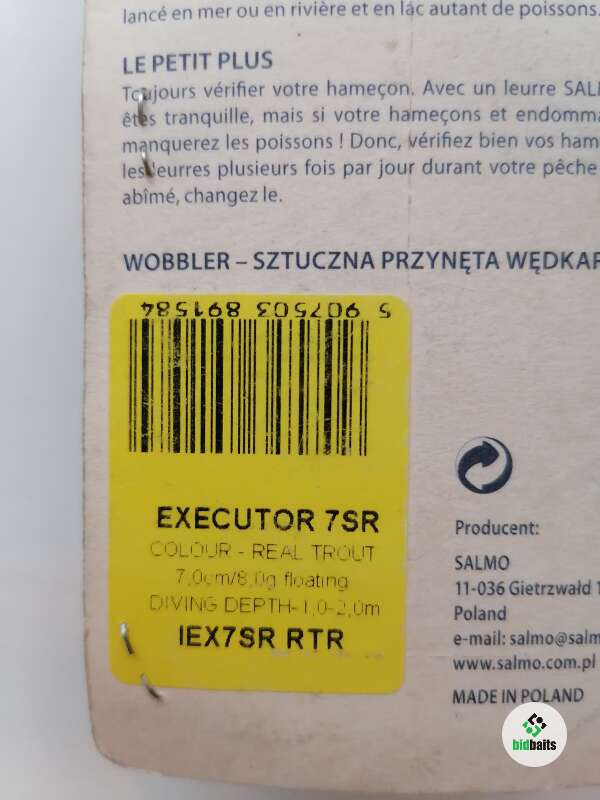 lancé en mer ou en rivière et en lac autant de poissons.
LE PETIT PLUS
Toujours vérifier votre hameçon. Avec un leurre SAL
êtes tranquille, mais si votre hameçons et endomma
manquerez les poissons ! Donc, vérifiez bien vos ham
les leurres plusieurs fois par jour durant votre pêche
abîmé, changez le.
WOBBLER – SZTUCZNA PRZYNĘTA WĘDKAR
5 907503 891584
EXECUTOR 7SR
COLOUR - REAL TROUT
7,0cm/8,0g floating
DIVING DEPTH-1,0-2,0m
IEX7SR RTR
Producent:
SALMO
11-036 Gietrzwałd 1
Poland
e-mail: salmo@salm
www.salmo.com.pl
MADE IN POLAND
bidbaits